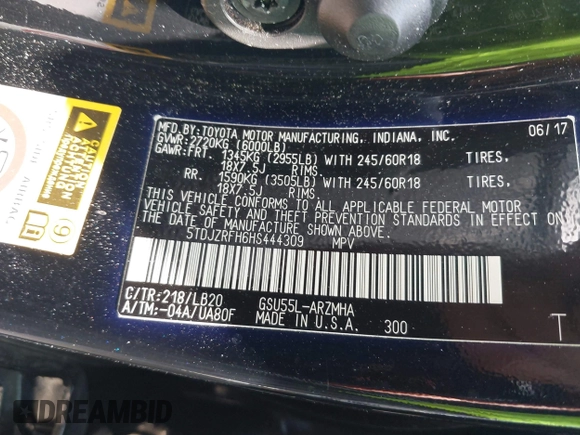 MFD.BY:TOYOTA MOTOR MANUFACTURING, INDIANA, INC. 06/17
GVWR:2720KG (6000LB)
GAWR:FRT. 1345KG (2955LB) WITH 245/60R18 TIRES,
18X7.5J RIMS.
RR. 1590KG (3505LB) WITH 245/60R18 TIRES,
18X7.5J RIMS.
THIS VEHICLE CONFORMS TO ALL APPLICABLE FEDERAL MOTOR
VEHICLE SAFETY AND THEFT PREVENTION STANDARDS IN EFFECT ON
THE DATE OF MANUFACTURE SHOWN ABOVE.
5TDJZRFH6HS444309 MPV
C/TR:218/LB20 GSU55L-ARZMHA
A/TM:-04A/UA80F MADE IN U.S.A. 300 T
CAUTION
9
DREAMBID